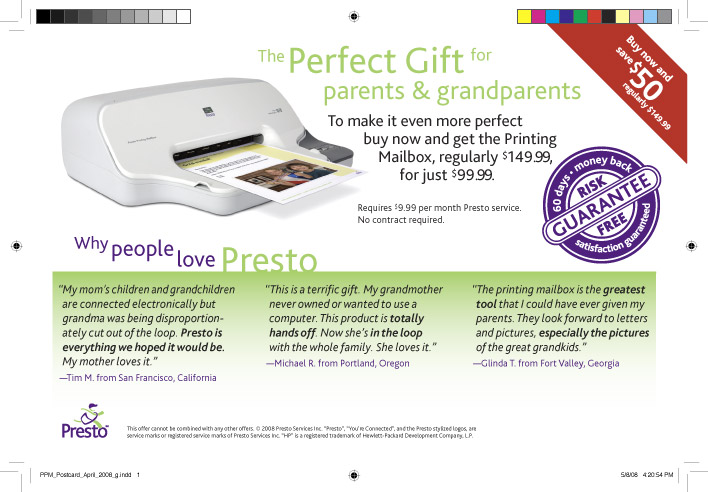 The Perfect Gift for
parents & grandparents
Buy now and
save $50
regularly $149.99
To make it even more perfect
buy now and get the Printing
Mailbox, regularly $149.99,
for just $99.99.
Requires $9.99 per month Presto service.
No contract required.
60 days • money back
RISK
GUARANTEE
FREE
satisfaction guaranteed
Why people love Presto
"My mom's children and grandchildren
are connected electronically but
grandma was being disproportion-
ately cut out of the loop. Presto is
everything we hoped it would be.
My mother loves it."
—Tim M. from San Francisco, California
"This is a terrific gift. My grandmother
never owned or wanted to use a
computer. This product is totally
hands off. Now she's in the loop
with the whole family. She loves it."
—Michael R. from Portland, Oregon
"The printing mailbox is the greatest
tool that I could have ever given my
parents. They look forward to letters
and pictures, especially the pictures
of the great grandkids."
—Glinda T. from Fort Valley, Georgia
Presto™
This offer cannot be combined with any other offers. © 2008 Presto Services Inc. "Presto", "You're Connected", and the Presto stylized logos, are
service marks or registered service marks of Presto Services Inc. "HP" is a registered trademark of Hewlett-Packard Development Company, L.P.
PPM_Postcard_April_2008_g.indd 1
5/8/08 4:20:54 PM